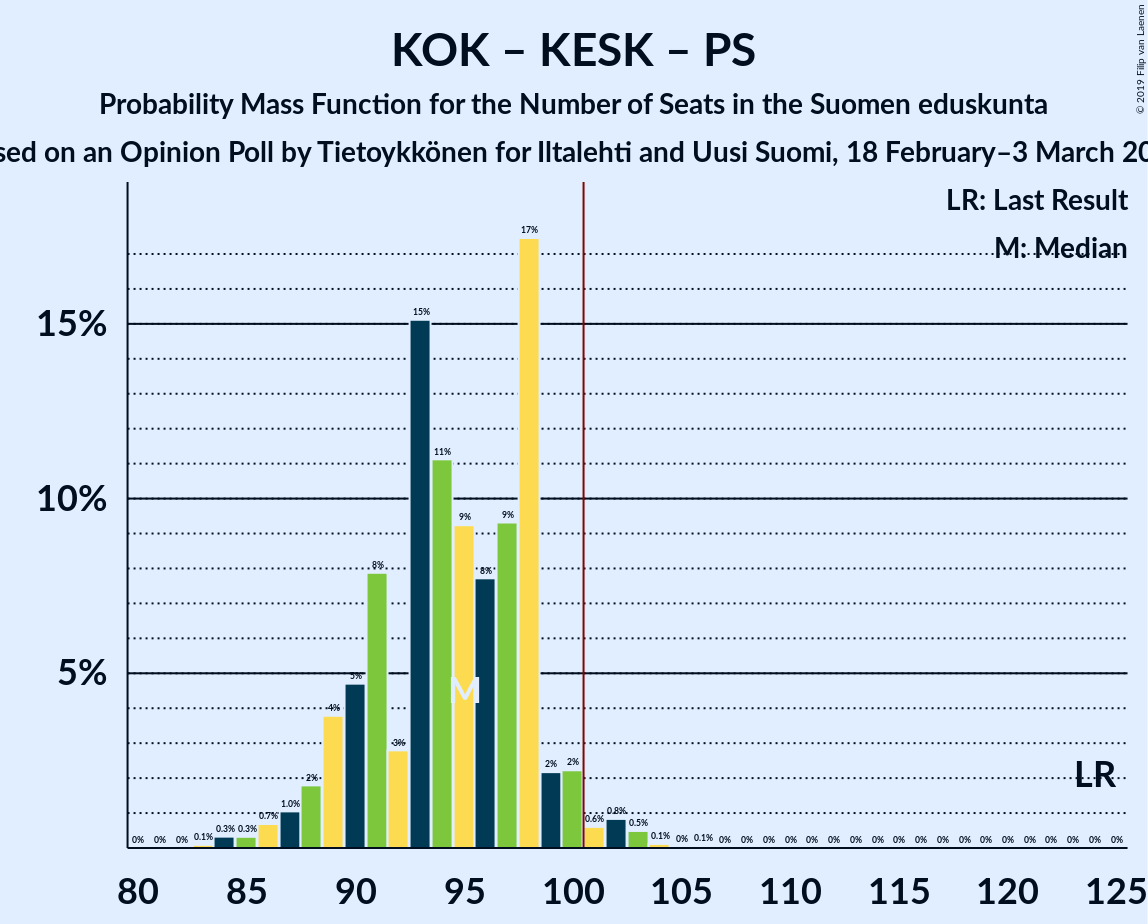 KOK – KESK – PS
Probability Mass Function for the Number of Seats in the Suomen eduskunta
sed on an Opinion Poll by Tietoykkönen for Iltalehti and Uusi Suomi, 18 February–3 March 20
© 2019 Filip van Laenen
LR: Last Result
M: Median
15%
10%
5%
0% 0% 0% 0.1% 0.3% 0.3% 0.7% 1.0% 2% 4% 5% 8% 3% 15% 11% 9% 8% 9% 17% 2% 2% 0.6% 0.8% 0.5% 0.1% 0% 0.1% 0% 0% 0% 0% 0% 0% 0% 0% 0% 0% 0% 0% 0% 0% 0% 0% 0% 0% 0%
M
LR
80 85 90 95 100 105 110 115 120 125